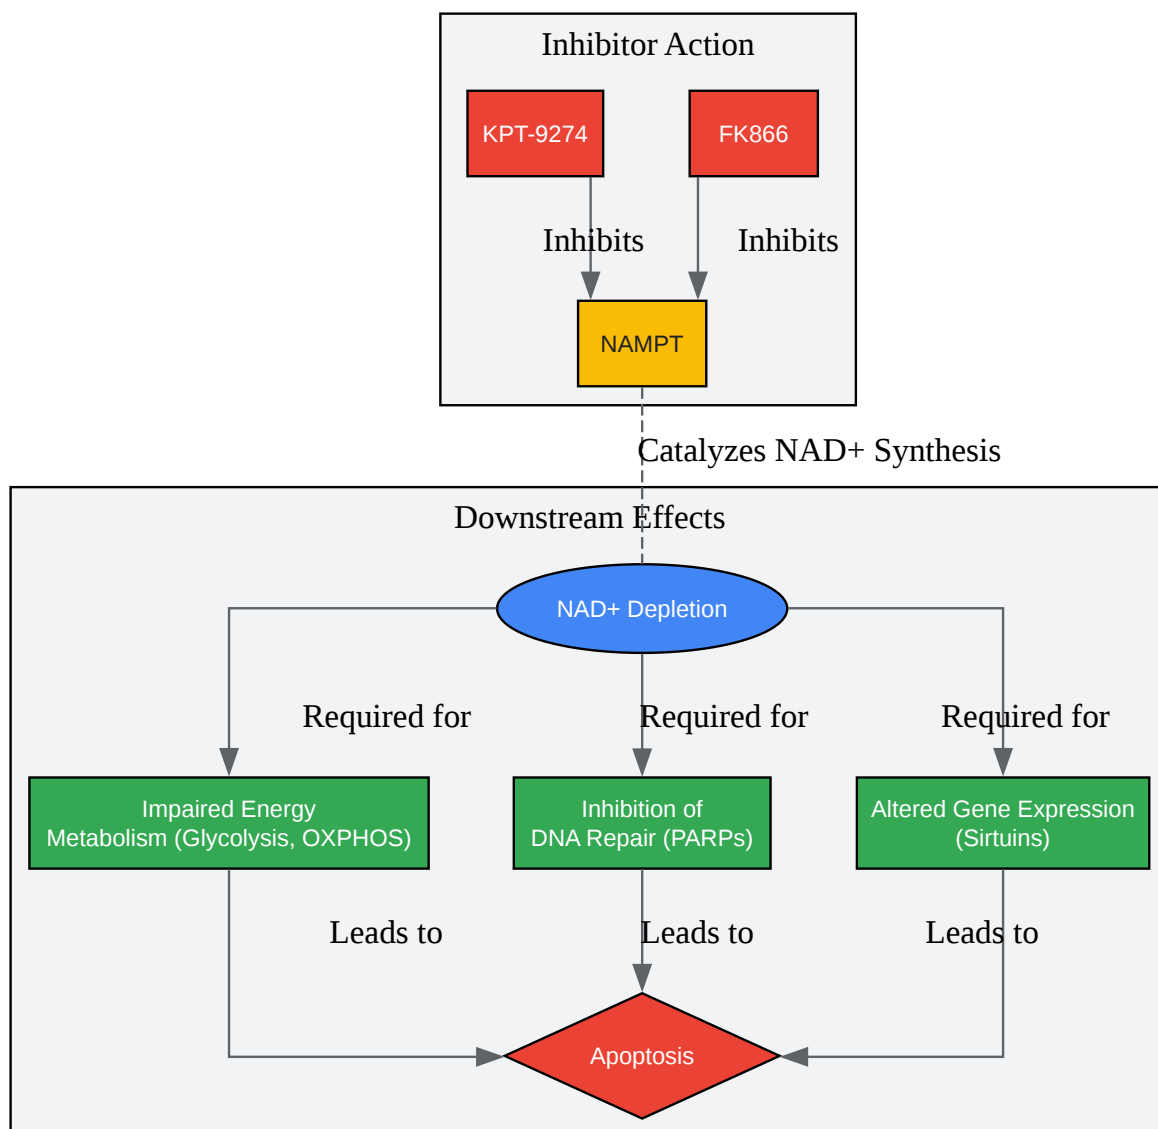 Inhibitor Action
KPT-9274
FK866
Inhibits
Inhibits
NAMPT
Catalyzes NAD+ Synthesis
Downstream Effects
NAD+ Depletion
Required for
Required for
Required for
Impaired Energy
Metabolism (Glycolysis, OXPHOS)
Inhibition of
DNA Repair (PARPs)
Altered Gene Expression
(Sirtuins)
Leads to
Leads to
Leads to
Apoptosis